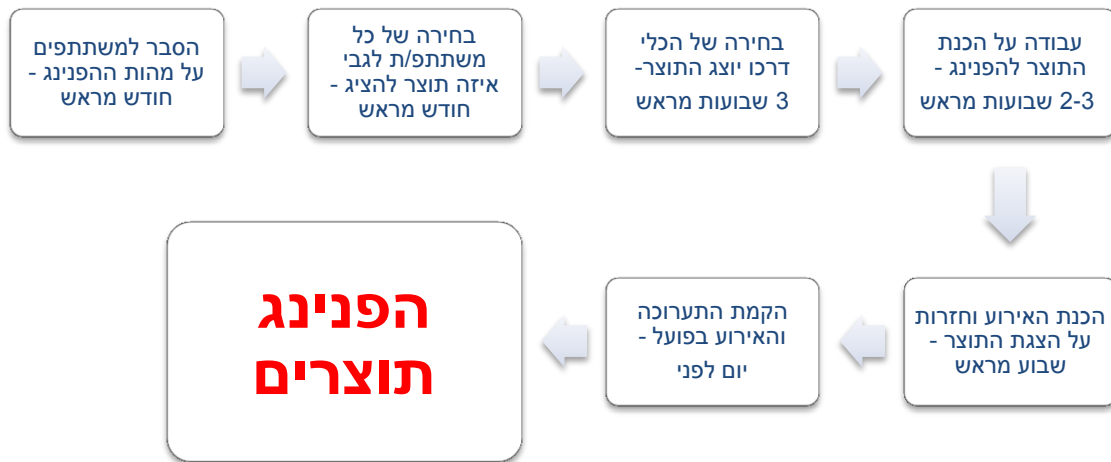 הסבר למשתתפים
על מהות ההפנינג -
חודש מראש
בחירה של כל
משתתפ/ת לגבי
איזה תוצר להציג -
חודש מראש
בחירה של הכלי
דרכו יוצג התוצר-
3 שבועות מראש
עבודה על הכנת
התוצר להפנינג -
2-3 שבועות מראש
הכנת האירוע וחזרות
על הצגת התוצר -
שבוע מראש
הקמת התערוכה
והאירוע בפועל -
יום לפני
הפנינג
תוצרים